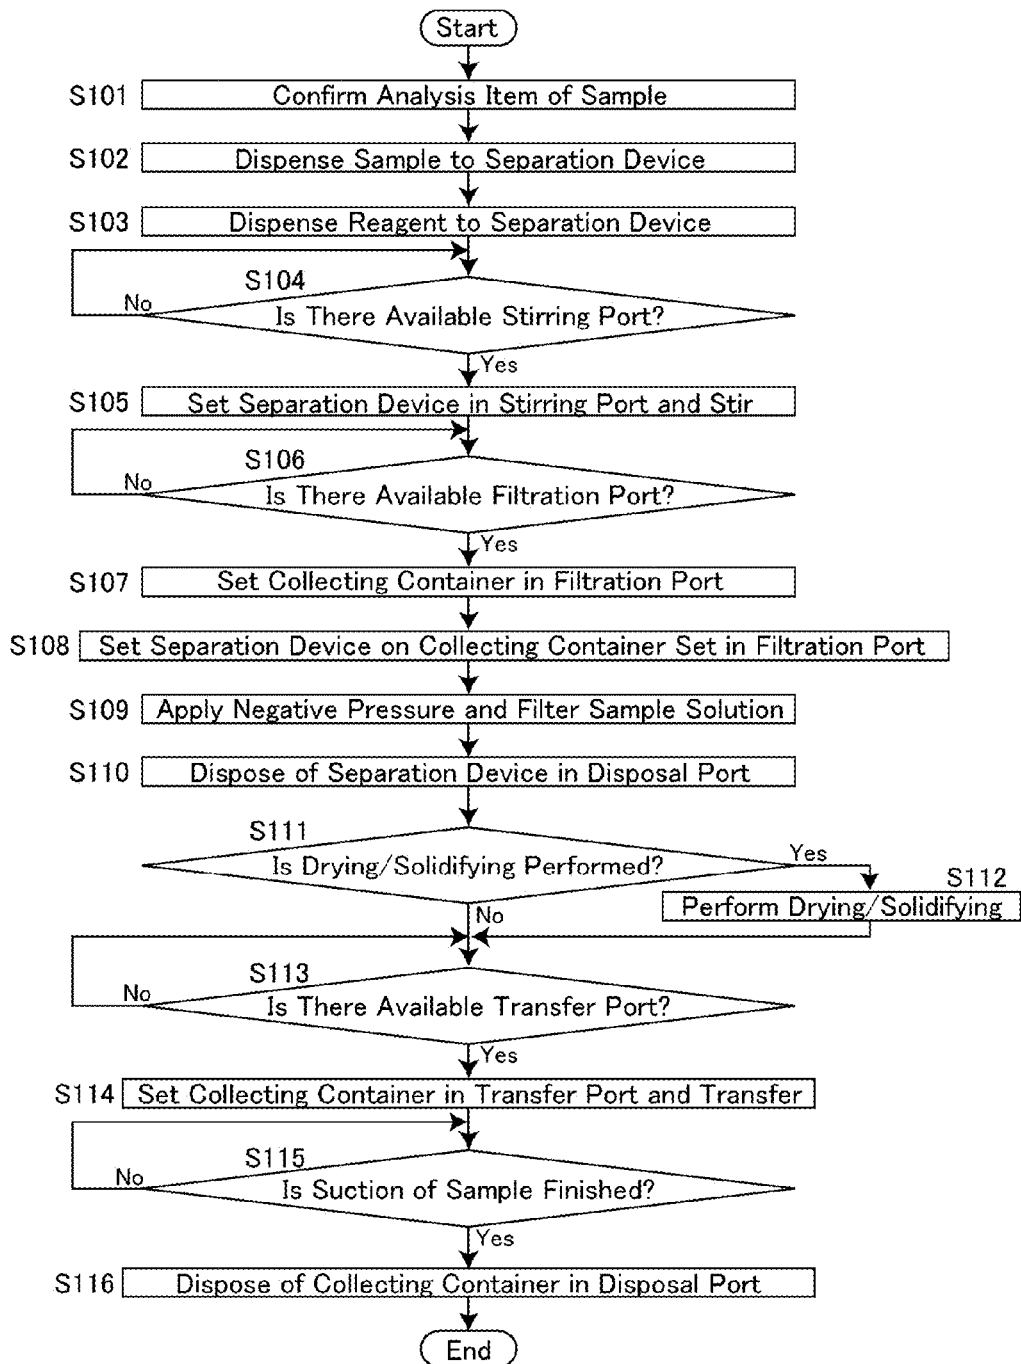 Start
S101 Confirm Analysis Item of Sample
S102 Dispense Sample to Separation Device
S103 Dispense Reagent to Separation Device
S104
No
Is There Available Stirring Port?
Yes
S105 Set Separation Device in Stirring Port and Stir
S106
No
Is There Available Filtration Port?
Yes
S107 Set Collecting Container in Filtration Port
S108 Set Separation Device on Collecting Container Set in Filtration Port
S109 Apply Negative Pressure and Filter Sample Solution
S110 Dispose of Separation Device in Disposal Port
S111
Is Drying/Solidifying Performed?
Yes
S112
Perform Drying/Solidifying
No
S113
No
Is There Available Transfer Port?
Yes
S114 Set Collecting Container in Transfer Port and Transfer
S115
No
Is Suction of Sample Finished?
Yes
S116 Dispose of Collecting Container in Disposal Port
End